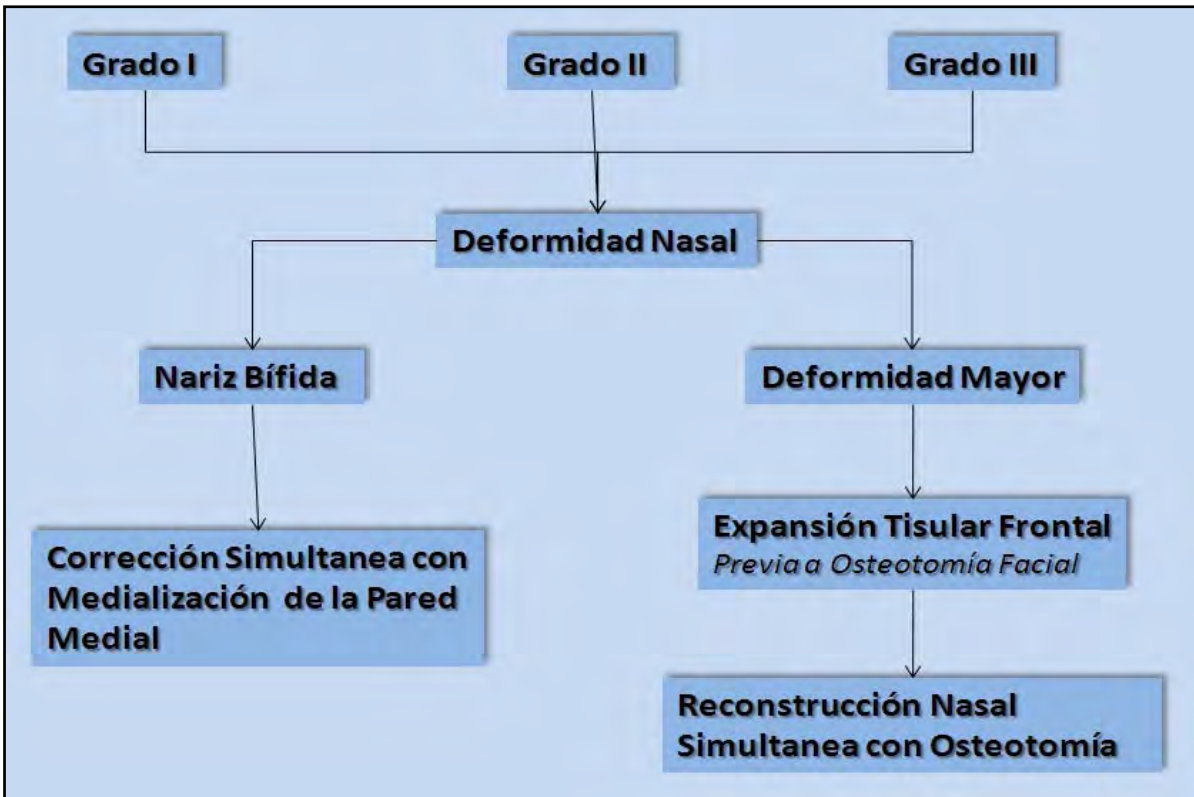 Grado I
Grado II
Grado III
Deformidad Nasal
Nariz Bífida
Deformidad Mayor
Corrección Simultanea con
Medialización de la Pared
Medial
Expansión Tisular Frontal
Previa a Osteotomía Facial
Reconstrucción Nasal
Simultanea con Osteotomía